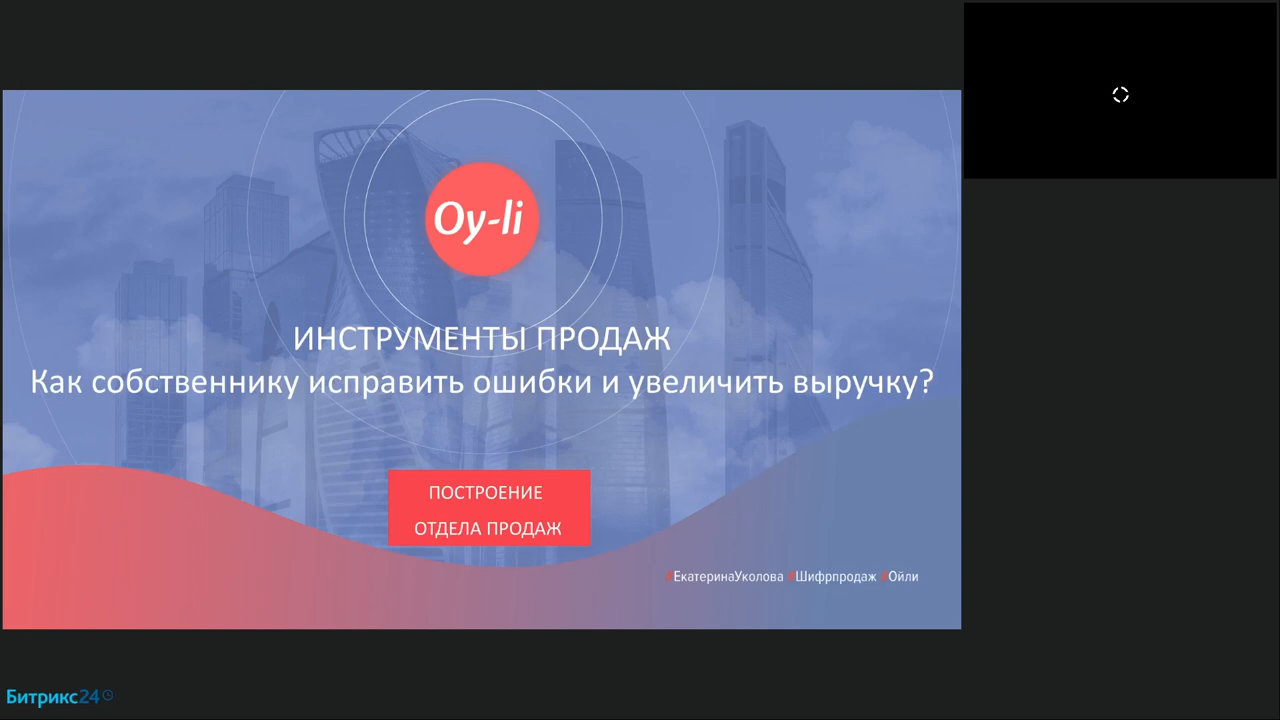 Oy-li
ИНСТРУМЕНТЫ ПРОДАЖ
Как собственнику исправить ошибки и увеличить выручку?
ПОСТРОЕНИЕ
ОТДЕЛА ПРОДАЖ
#ЕкатеринаУколова #Шифрпродаж #Ойли
Битрикс24